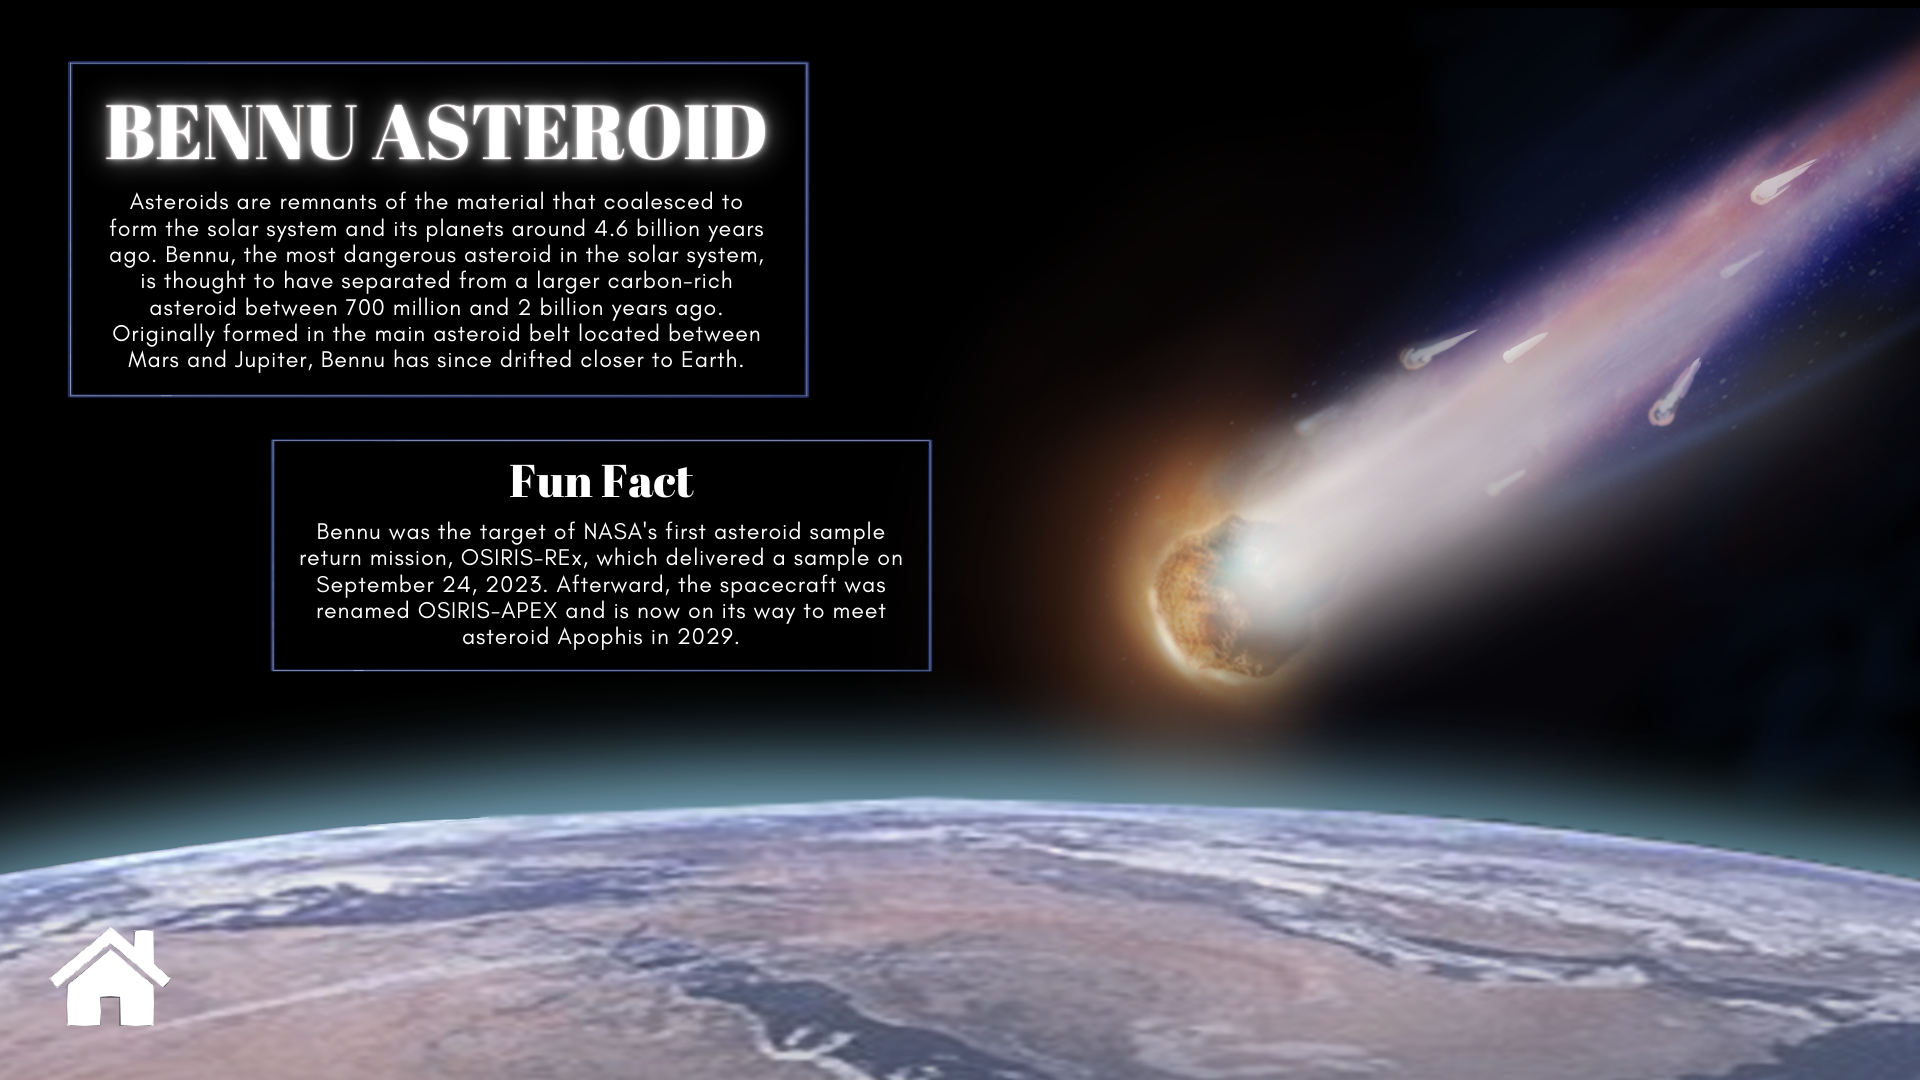 BENNU ASTEROID
Asteroids are remnants of the material that coalesced to
form the solar system and its planets around 4.6 billion years
ago. Bennu, the most dangerous asteroid in the solar system,
is thought to have separated from a larger carbon-rich
asteroid between 700 million and 2 billion years ago.
Originally formed in the main asteroid belt located between
Mars and Jupiter, Bennu has since drifted closer to Earth.
Fun Fact
Bennu was the target of NASA's first asteroid sample
return mission, OSIRIS-REx, which delivered a sample on
September 24, 2023. Afterward, the spacecraft was
renamed OSIRIS-APEX and is now on its way to meet
asteroid Apophis in 2029.